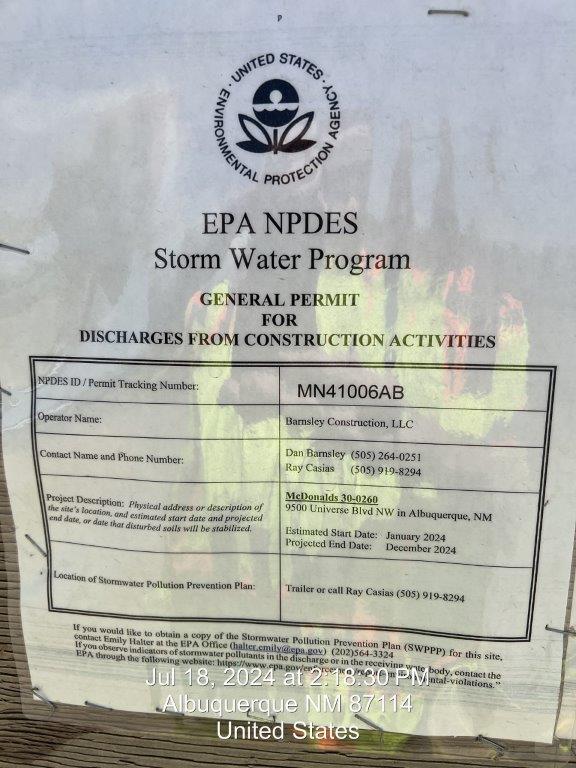 UNITED STATES
ENVIRONMENTAL PROTECTION AGENCY
EPA NPDES
Storm Water Program
GENERAL PERMIT
FOR
DISCHARGES FROM CONSTRUCTION ACTIVITIES
NPDES ID / Permit Tracking Number:
MN41006AB
Operator Name:
Barnsley Construction, LLC
Contact Name and Phone Number:
Dan Barnsley (505) 264-0251
Ray Casias (505) 919-8294
Project Description: Physical address or description of
the site's location, and estimated start date and projected
end date, or date that disturbed soils will be stabilized.
McDonalds 30-0260
9500 Universe Blvd NW in Albuquerque, NM
Estimated Start Date: January 2024
Projected End Date: December 2024
Location of Stormwater Pollution Prevention Plan:
Trailer or call Ray Casias (505) 919-8294
If you would like to obtain a copy of the Stormwater Pollution Prevention Plan (SWPPP) for this site,
contact Emily Halter at the EPA Office (halter.emily@epa.gov) (202)564-3324
If you observe indicators of stormwater pollutants in the discharge or in the receiving water body, contact the
EPA through the following website: https://www.epa.gov/
Jul 18, 2024 at 2:18:30 PM
Albuquerque NM 87114
United States